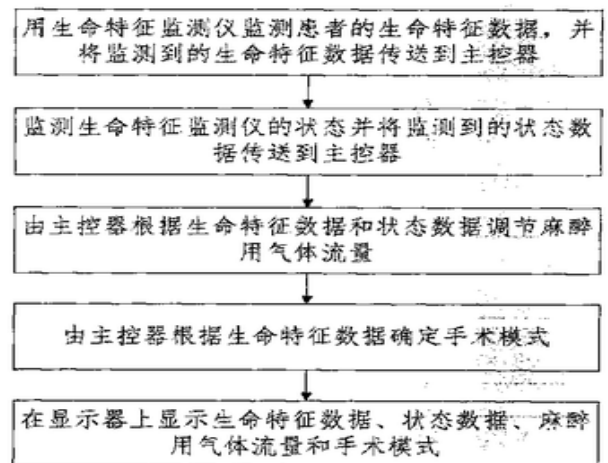 用生命特征监测仪监测患者的生命特征数据，并
将监测到的生命特征数据传送到主控器
监测生命特征监测仪的状态并将监测到的状态数
据传送到主控器
由主控器根据生命特征数据和状态数据调节麻醉
用气体流量
由主控器根据生命特征数据确定手术模式
在显示器上显示生命特征数据、状态数据、麻醉
用气体流量和手术模式